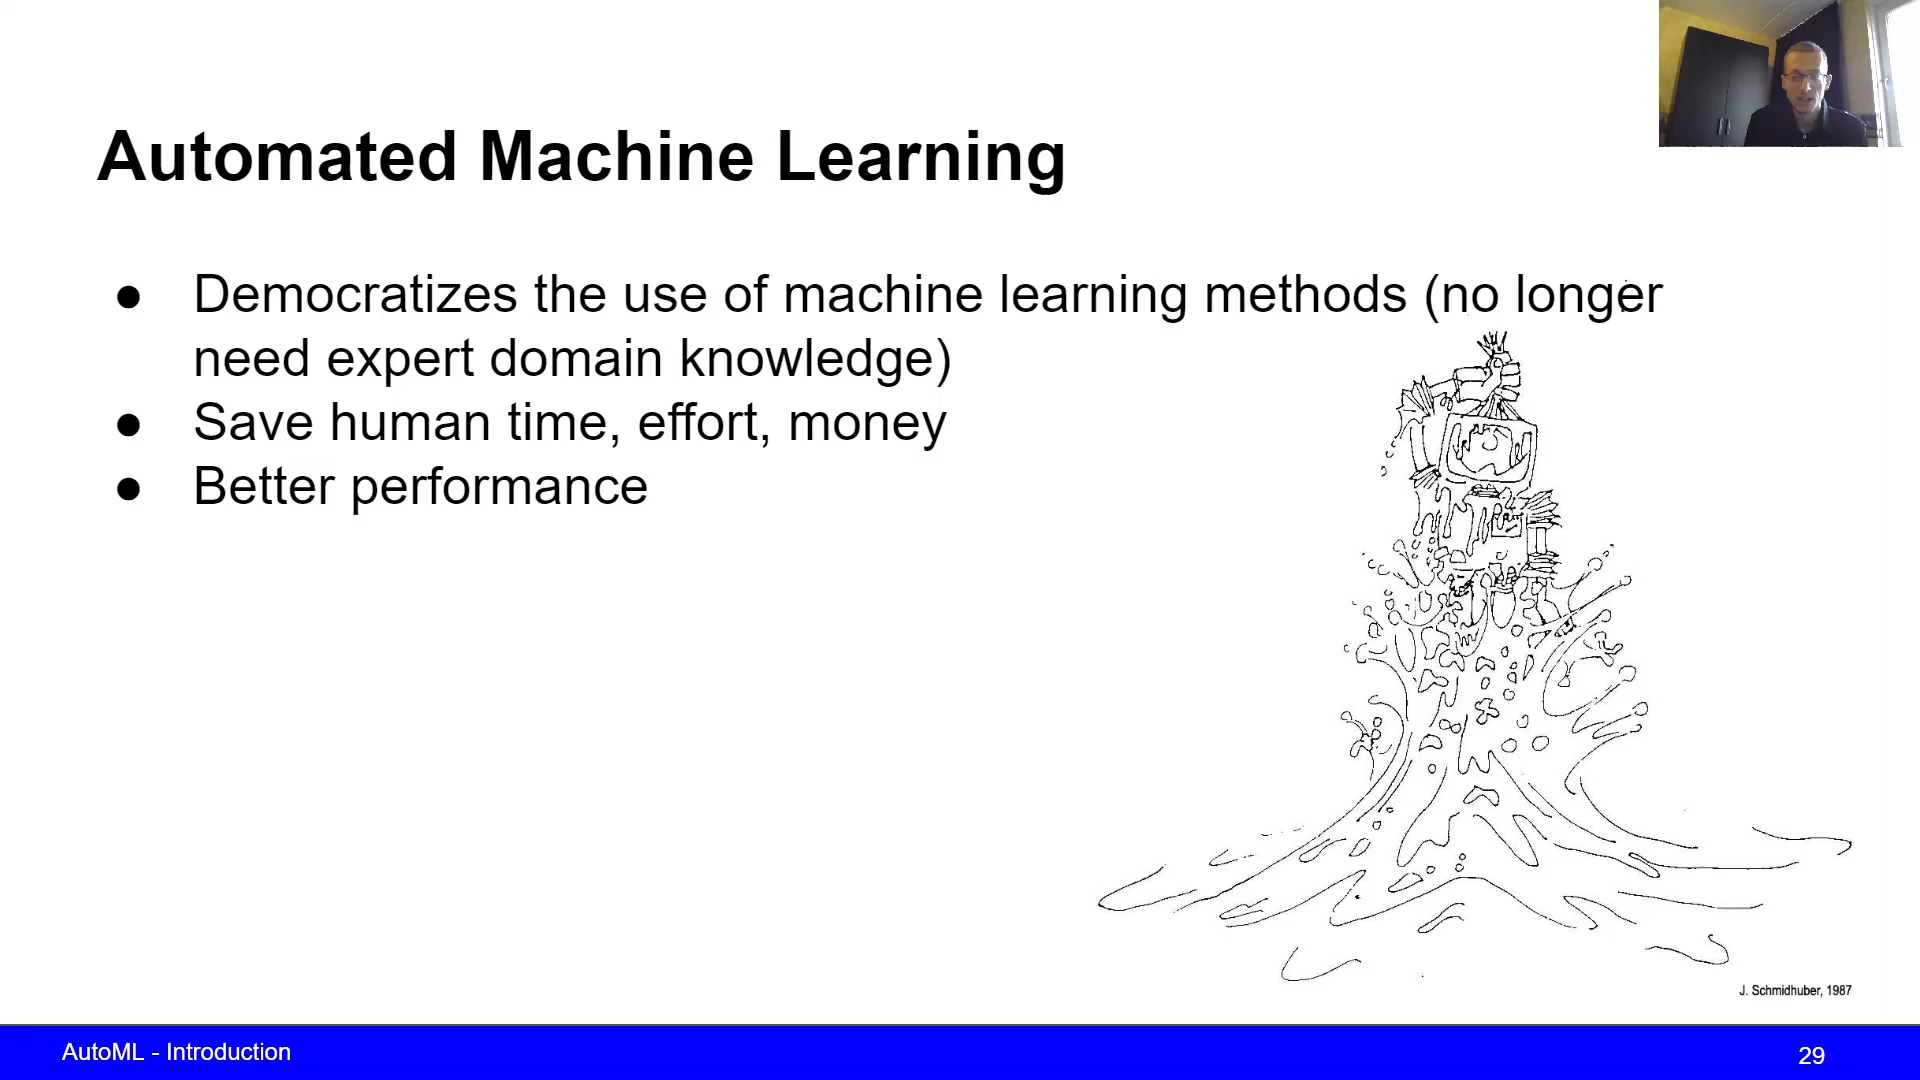 Automated Machine Learning
● Democratizes the use of machine learning methods (no longer
need expert domain knowledge)
● Save human time, effort, money
● Better performance
J. Schmidhuber, 1987
AutoML - Introduction
29